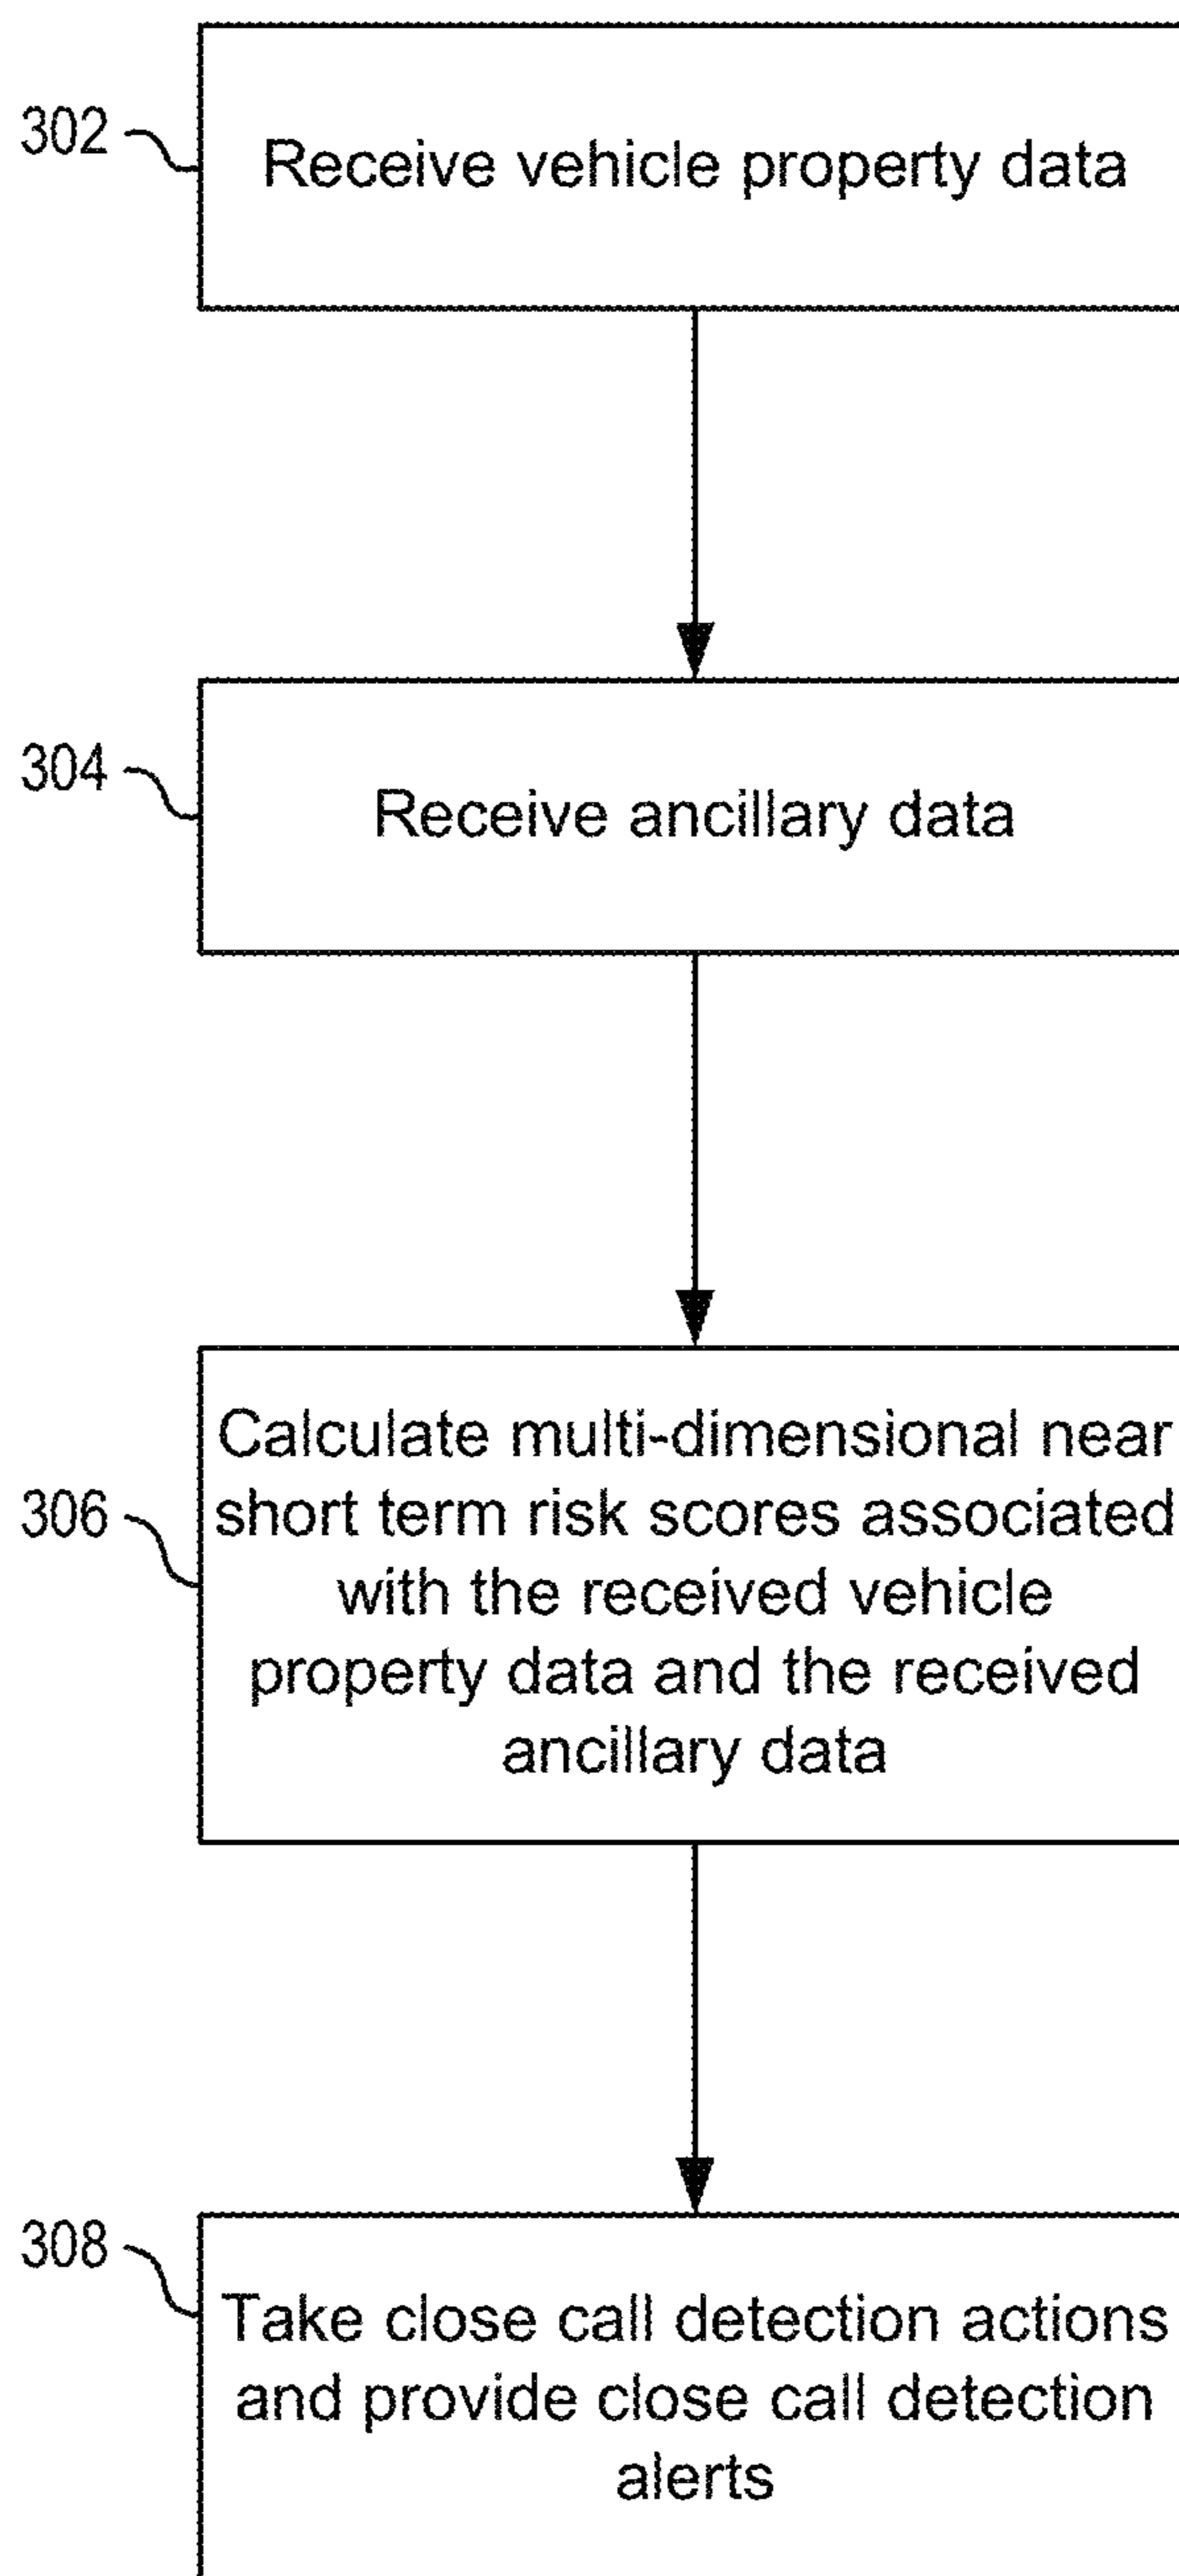 302
Receive vehicle property data
304
Receive ancillary data
306
Calculate multi-dimensional near
short term risk scores associated
with the received vehicle
property data and the received
ancillary data
308
Take close call detection actions
and provide close call detection
alerts